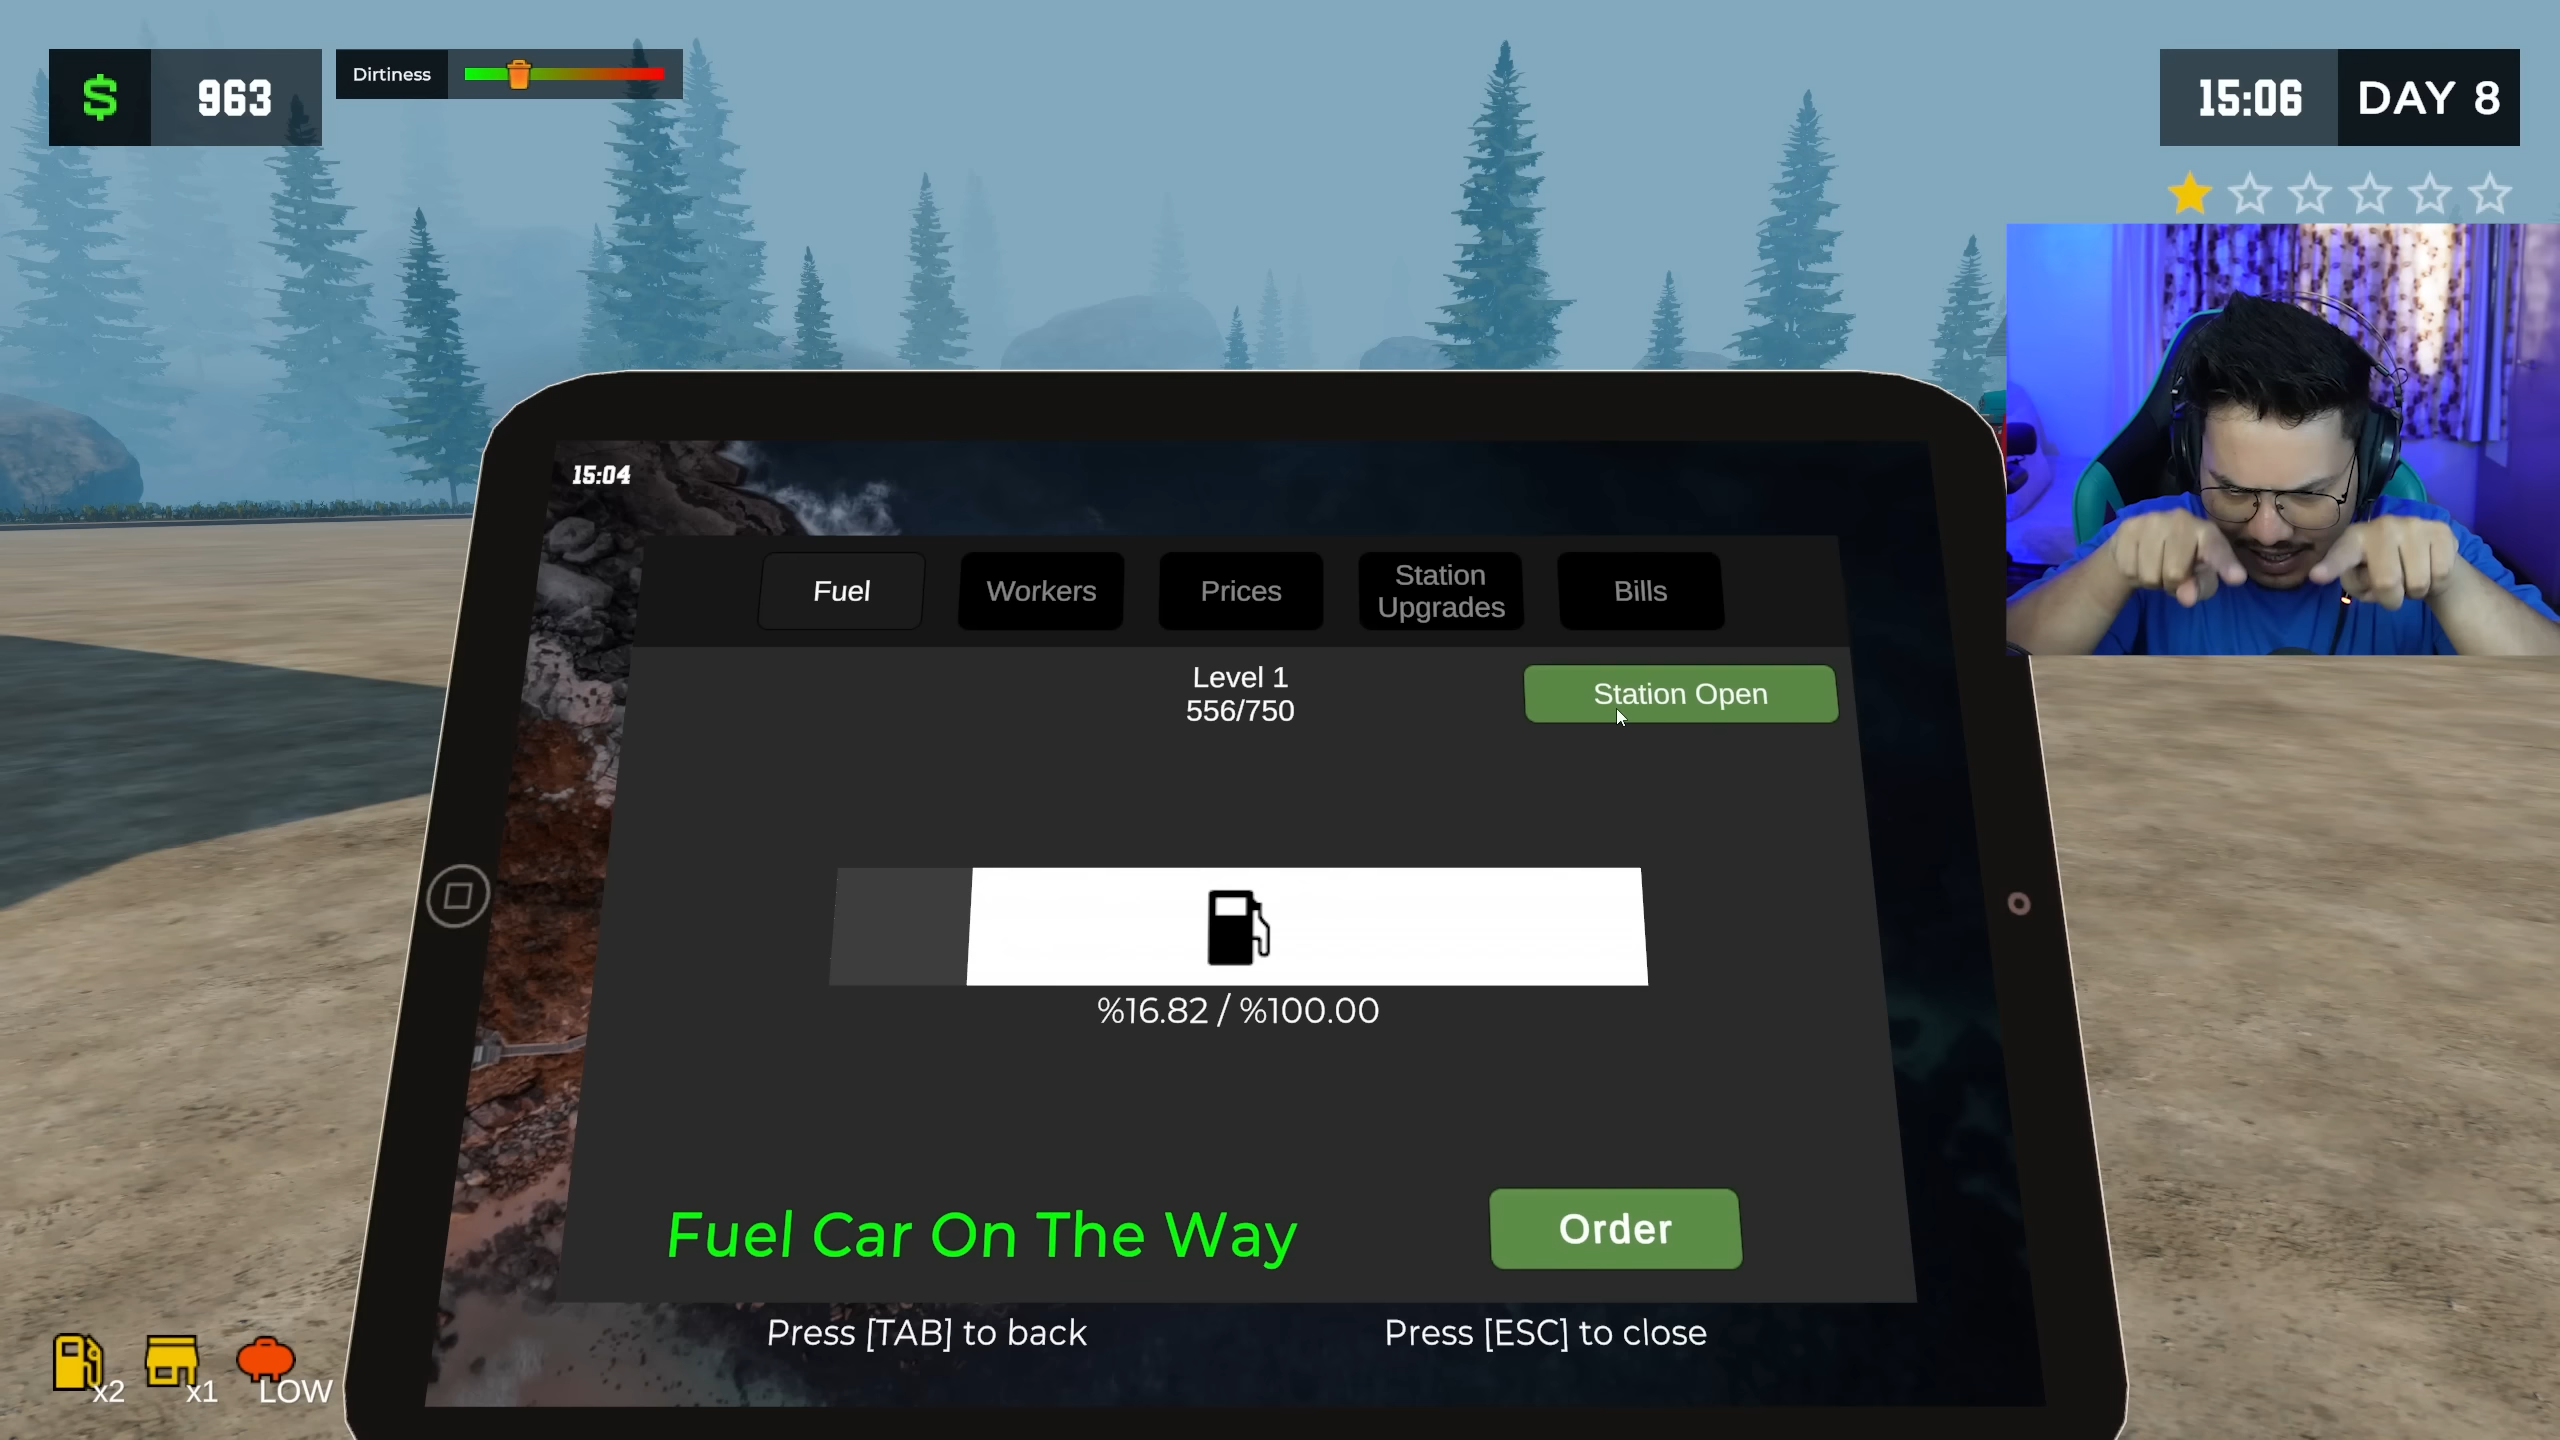 $ 963
Dirtiness
15:06 DAY 8
15:04
Fuel
Workers
Prices
Station
Upgrades
Bills
Level 1
556/750
Station Open
%16.82 / %100.00
Fuel Car On The Way
Order
Press [TAB] to back
Press [ESC] to close
x2
x1
LOW